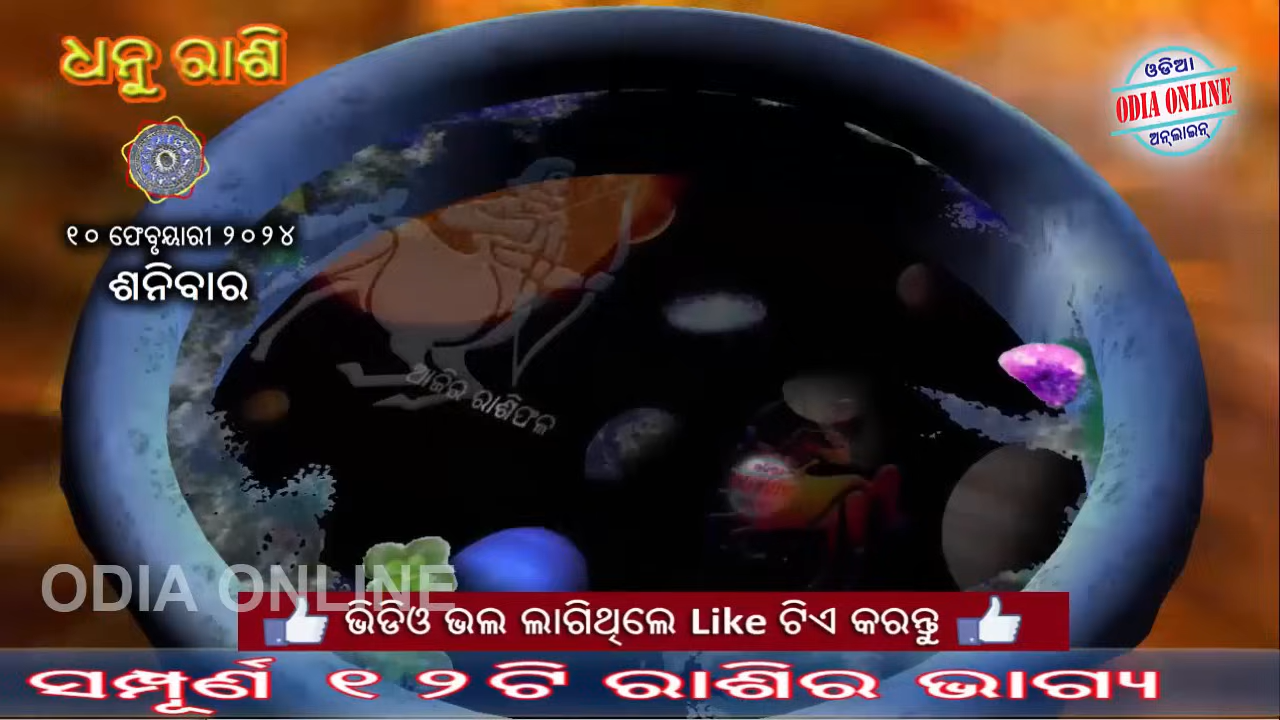 ଧନୁ ରାଶି
ଓଡିଆ
ODIA ONLINE
ଅନ୍‌ଲାଇନ୍
୧୦ ଫେବୃୟାରୀ ୨୦୨୪
ଶନିବାର
ଆଜିର ରାଶିଫଳ
ODIA ONLINE
ଭିଡିଓ ଭଲ ଲାଗିଥିଲେ Like ଟିଏ କରନ୍ତୁ
ସମ୍ପୂର୍ଣ ୧୨ଟି ରାଶିର ଭାଗ୍ୟ